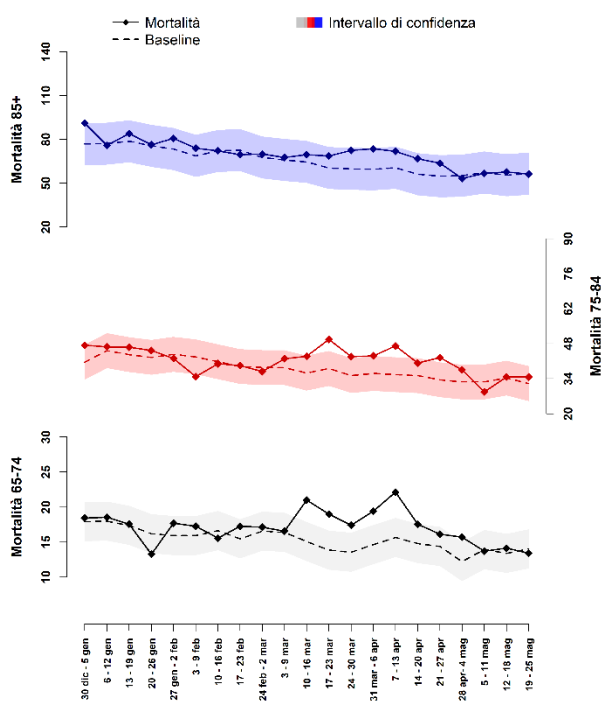 Mortalità
Baseline
Intervallo di confidenza
Mortalità 85+
140
110
80
50
20
Mortalità 75-84
90
76
62
48
34
20
Mortalità 65-74
30
25
20
15
10
30 dic - 5 gen
6 - 12 gen
13 - 19 gen
20 - 26 gen
27 gen - 2 feb
3 - 9 feb
10 - 16 feb
17 - 23 feb
24 feb - 2 mar
3 - 9 mar
10 - 16 mar
17 - 23 mar
24 - 30 mar
31 mar - 6 apr
7 - 13 apr
14 - 20 apr
21 - 27 apr
28 apr - 4 mag
5 - 11 mag
12 - 18 mag
19 - 25 mag